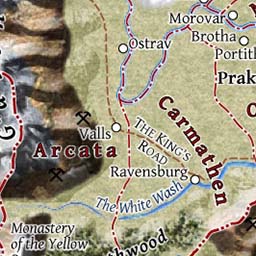 Morovar
Ostrav
Brotha
Portith
Prak
Carmathen
Valls
THE KING'S
ROAD
Arcata
Ravensburg
The White Wash
Monastery
of the Yellow
hwood